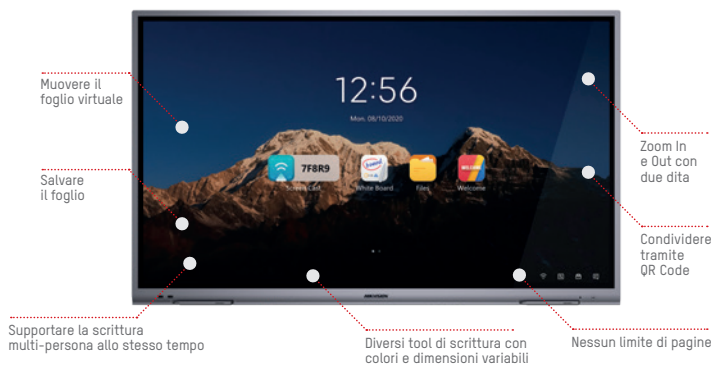 12:56
Mon. 08/10/2020
7F8R9
Screen Cast
White Board
Files
WELCOME
Welcome
HIKVISION
Muovere il
foglio virtuale
Salvare
il foglio
Supportare la scrittura
multi-persona allo stesso tempo
Diversi tool di scrittura con
colori e dimensioni variabili
Nessun limite di pagine
Zoom In
e Out con
due dita
Condividere
tramite
QR Code